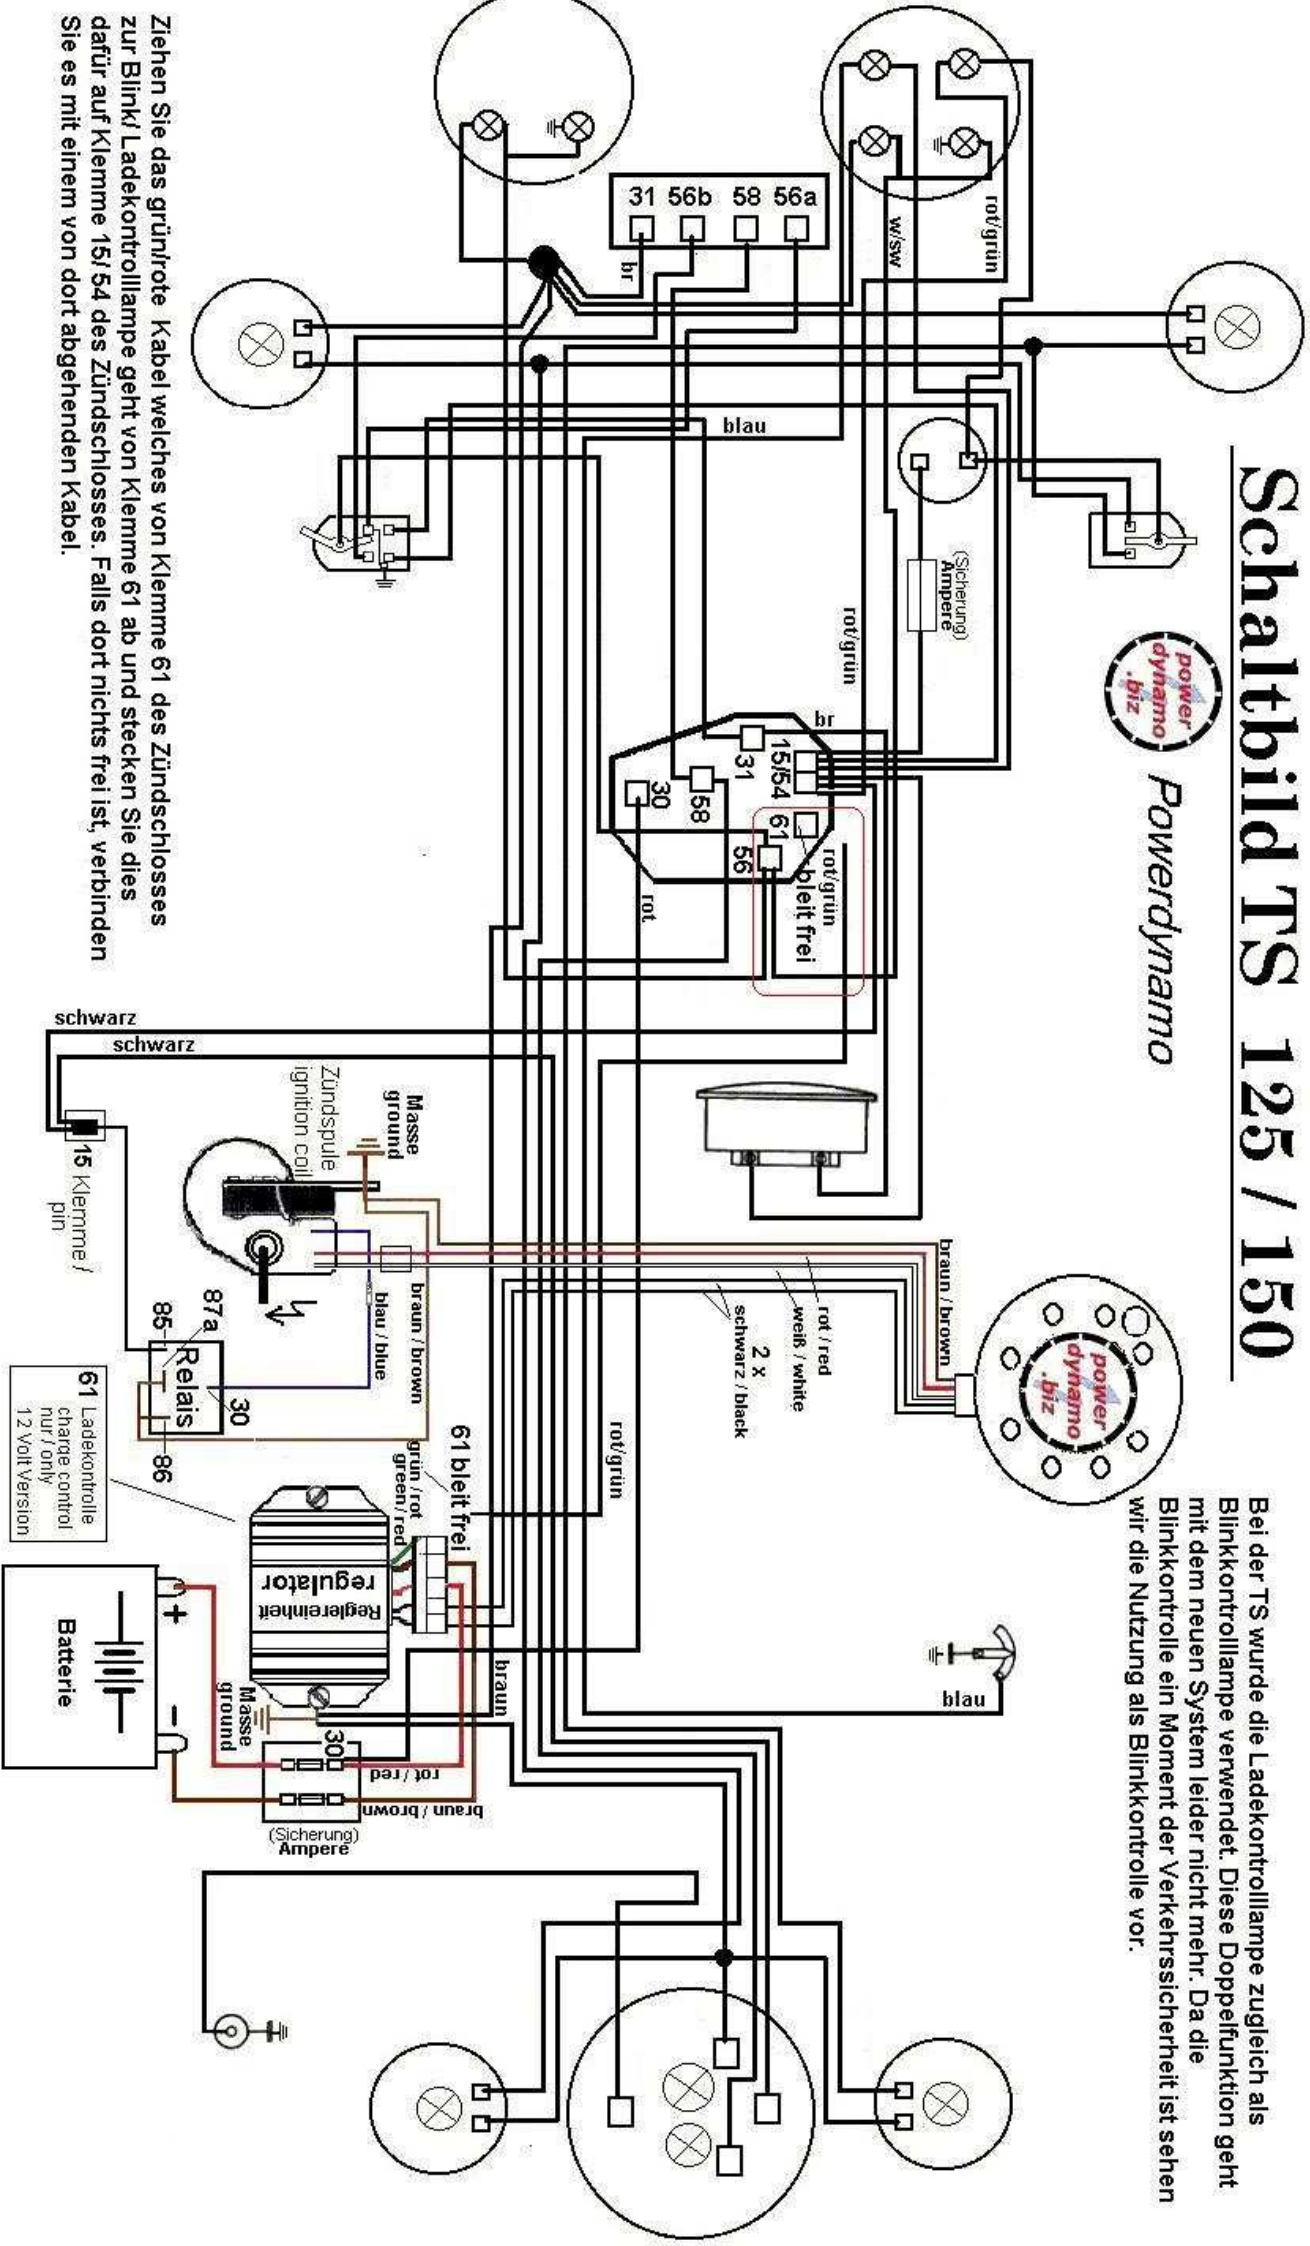 Schaltbild TS 125 / 150
Powerdynamo
power
dynamo
.biz
Bei der TS wurde die Ladekontrolllampe zugleich als
Blinkkontrolllampe verwendet. Diese Doppelfunktion geht
mit dem neuen System leider nicht mehr. Da die
Blinkkontrolle ein Moment der Verkehrssicherheit ist sehen
wir die Nutzung als Blinkkontrolle vor.
rot/grün
w/sw
31 56b 58 56a
br
blau
(Sicherung)
Ampere
rot/grün
br
15/54
31
61
58
30
56
rot/grün
bleit frei
rot
power
dynamo
.biz
braun / brown
rot / red
weiß / white
2 x
schwarz / black
blau
schwarz
schwarz
Masse
ground
Zündspule
ignition coil
15 Klemme /
pin
braun / brown
blau / blue
87a
85
Relais
30
86
rot/grün
61 bleit frei
grün / rot
green / red
61 Ladekontrolle
charge control
nur / only
12 Volt Version
Reglereinheit
regulator
braun
Masse
ground
30
rot / red
braun / brown
(Sicherung)
Ampere
+
-
Batterie
Ziehen Sie das grün/rote Kabel welches von Klemme 61 des Zündschlosses
zur Blink/ Ladekontrolllampe geht von Klemme 61 ab und stecken Sie dies
dafür auf Klemme 15/ 54 des Zündschlosses. Falls dort nichts frei ist, verbinden
Sie es mit einem von dort abgehenden Kabel.